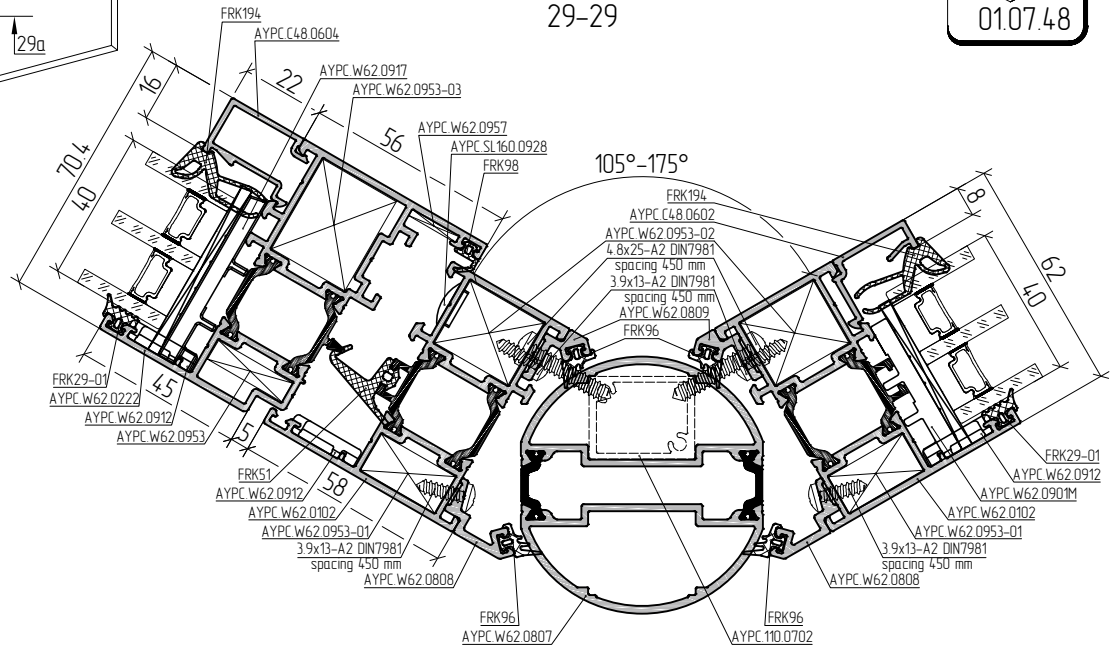 29-29
01.07.48
29a
FRK194
AYPC.C48.0604
AYPC.W62.0917
AYPC.W62.0953-03
AYPC.W62.0957
AYPC.SL160.0928
FRK98
105°-175°
FRK194
AYPC.C48.0602
AYPC.W62.0953-02
4.8x25-A2 DIN7981
spacing 450 mm
3.9x13-A2 DIN7981
spacing 450 mm
AYPC.W62.0809
FRK96
16
22
56
70.4
40
8
62
40
45
5
58
FRK29-01
AYPC.W62.0222
AYPC.W62.0912
AYPC.W62.0953
FRK51
AYPC.W62.0912
AYPC.W62.0102
AYPC.W62.0953-01
3.9x13-A2 DIN7981
spacing 450 mm
AYPC.W62.0808
FRK96
AYPC.W62.0807
FRK96
AYPC.110.0702
FRK29-01
AYPC.W62.0912
AYPC.W62.0901M
AYPC.W62.0102
AYPC.W62.0953-01
3.9x13-A2 DIN7981
spacing 450 mm
AYPC.W62.0808